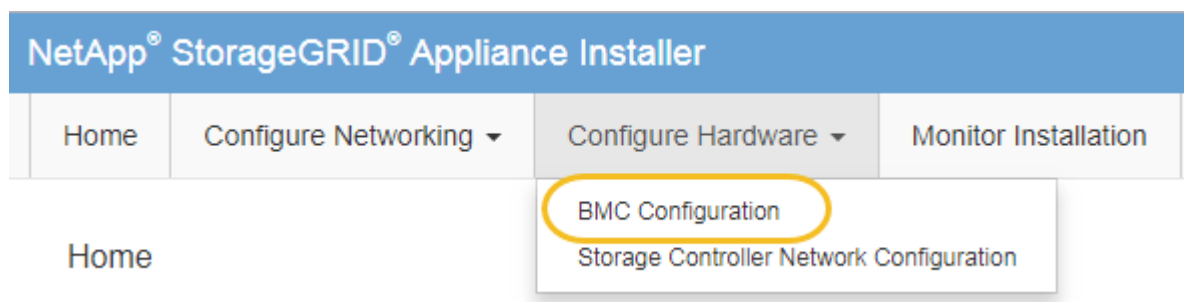 NetApp® StorageGRID® Appliance Installer
Home Configure Networking Configure Hardware Monitor Installation
BMC Configuration
Home
Storage Controller Network Configuration